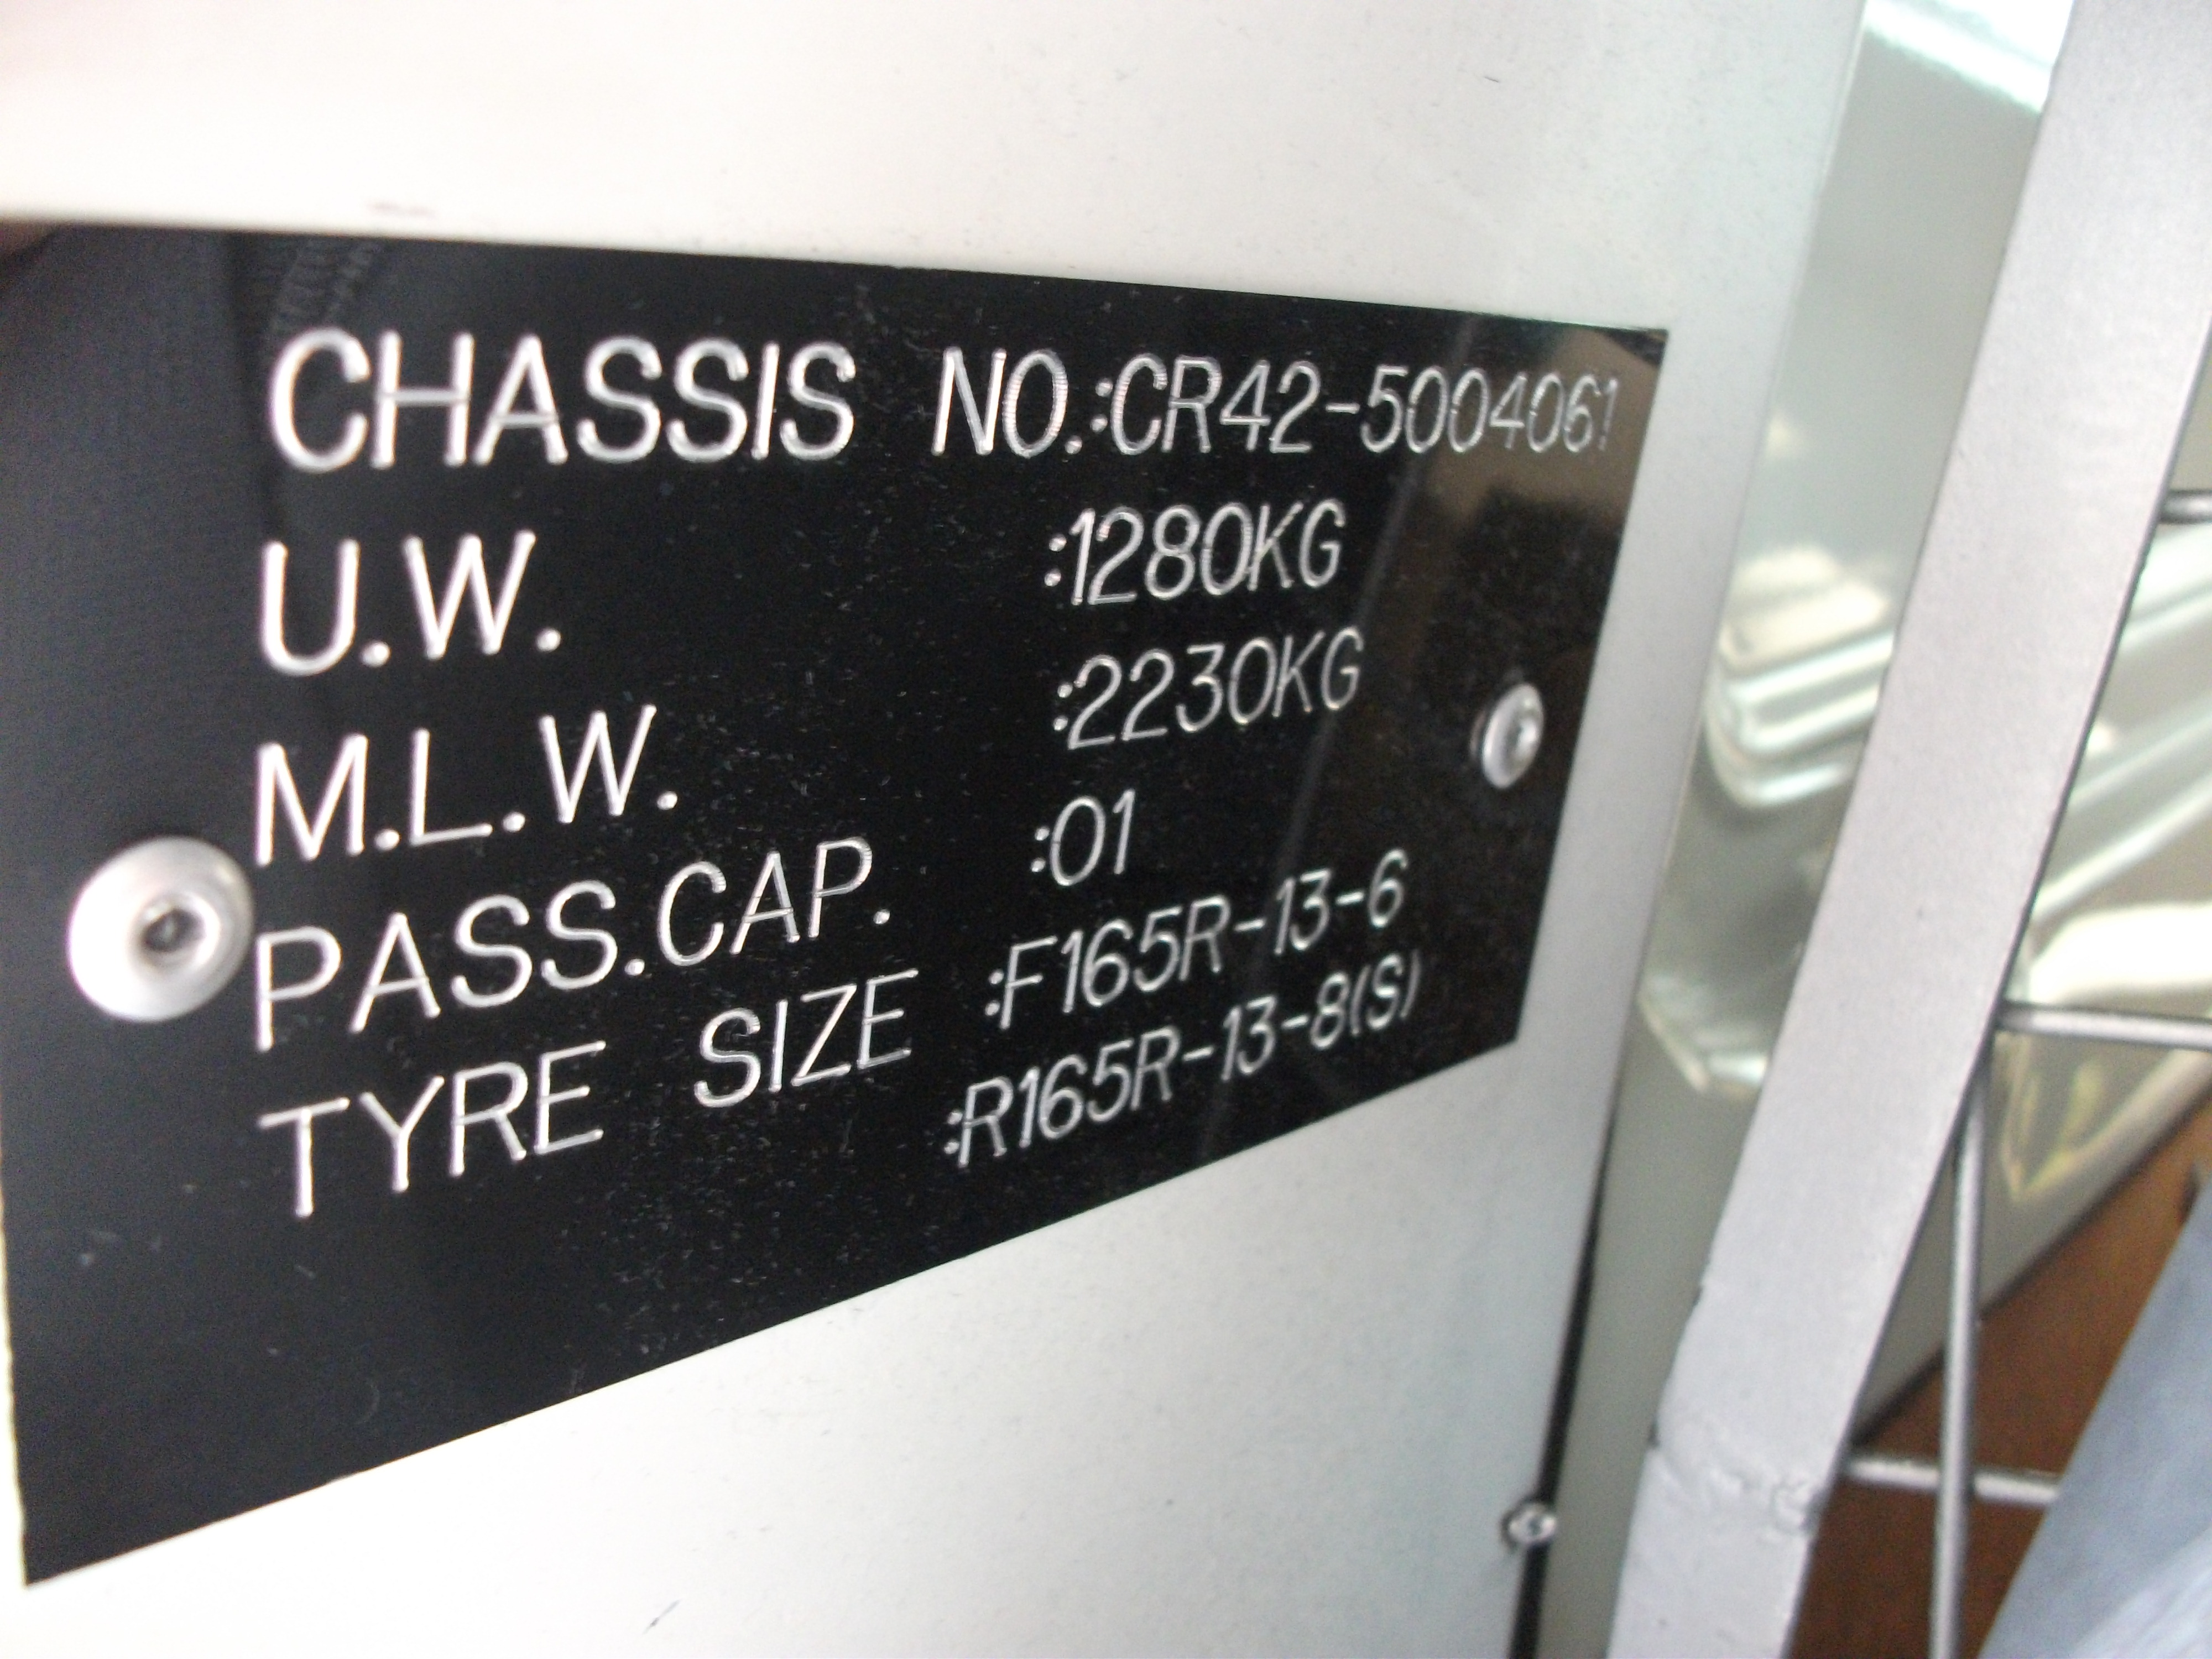 CHASSIS NO.:CR42-5004061
U.W. :1280KG
M.L.W. :2230KG
PASS.CAP. :01
TYRE SIZE :F165R-13-6
:R165R-13-8(S)